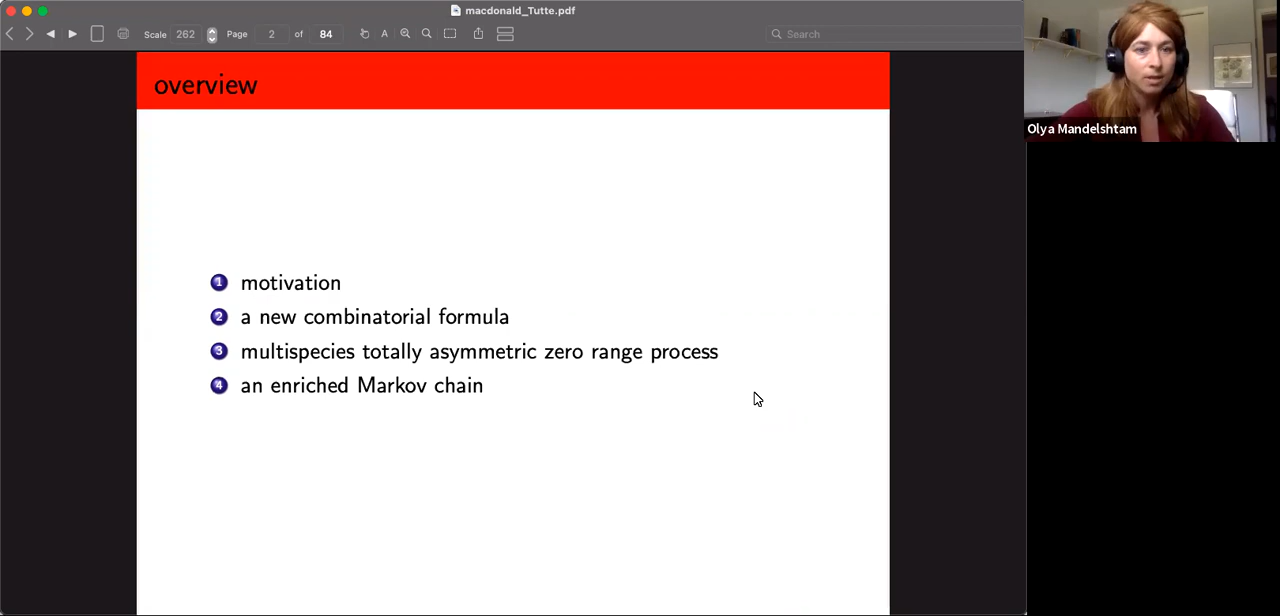 macdonald_Tutte.pdf
Scale 262 Page 2 of 84 A Search
overview
1 motivation
2 a new combinatorial formula
3 multispecies totally asymmetric zero range process
4 an enriched Markov chain
Olya Mandelshtam